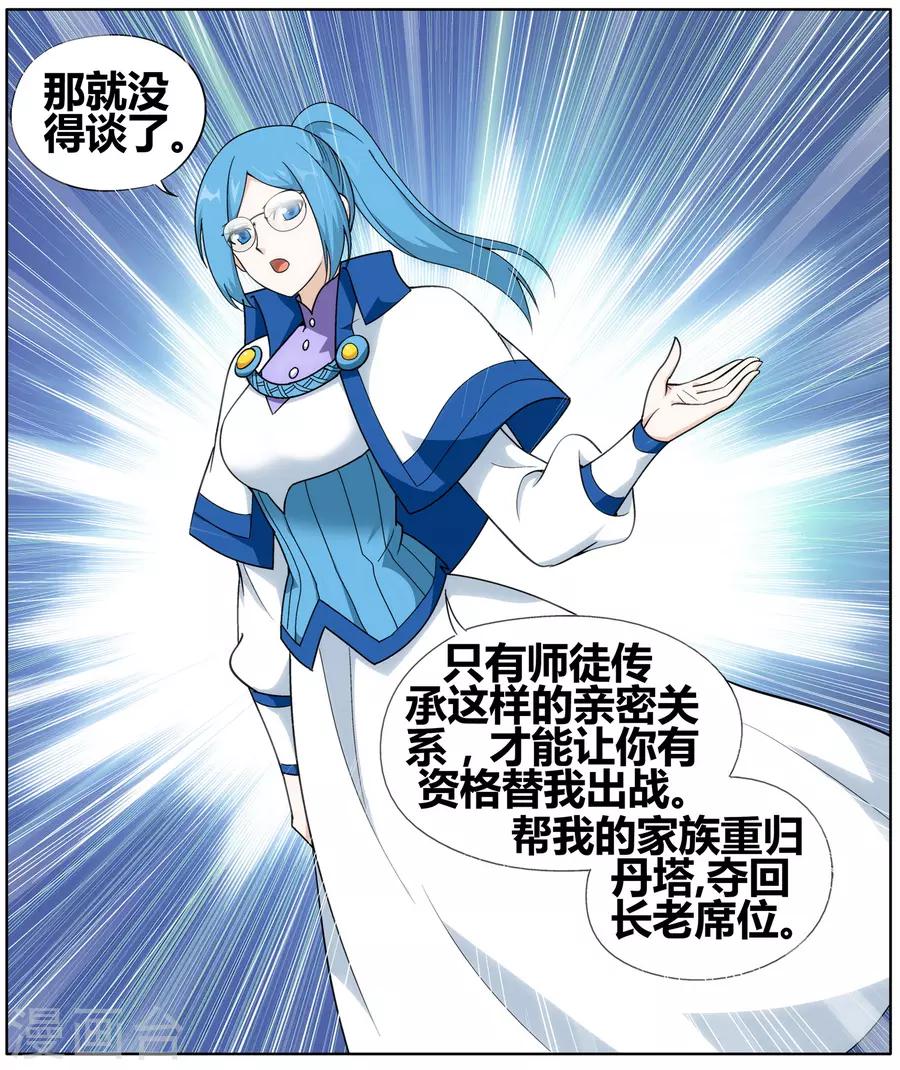 那就没
得谈了。
只有师徒传
承这样的亲密关
系，才能让你有
资格替我出战。
帮我的家族重归
丹塔,夺回
长老席位。
漫画台